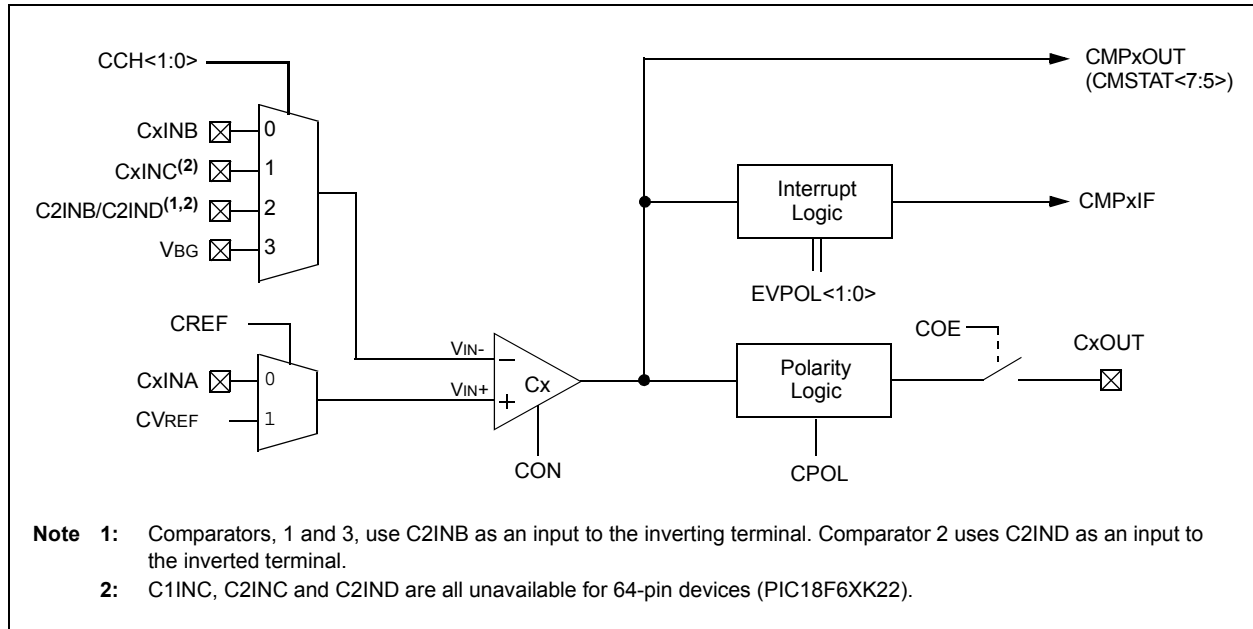 CCH<1:0>
CxINB
0
CxINC(2)
1
C2INB/C2IND(1,2)
2
VBG
3
CMPxOUT
(CMSTAT<7:5>)
Interrupt
Logic
CMPxIF
EVPOL<1:0>
CREF
CxINA
0
CVREF
1
VIN-
VIN+
–
+
Cx
CON
Polarity
Logic
CPOL
COE
CxOUT
Note 1: Comparators, 1 and 3, use C2INB as an input to the inverting terminal. Comparator 2 uses C2IND as an input to
the inverted terminal.
2: C1INC, C2INC and C2IND are all unavailable for 64-pin devices (PIC18F6XK22).